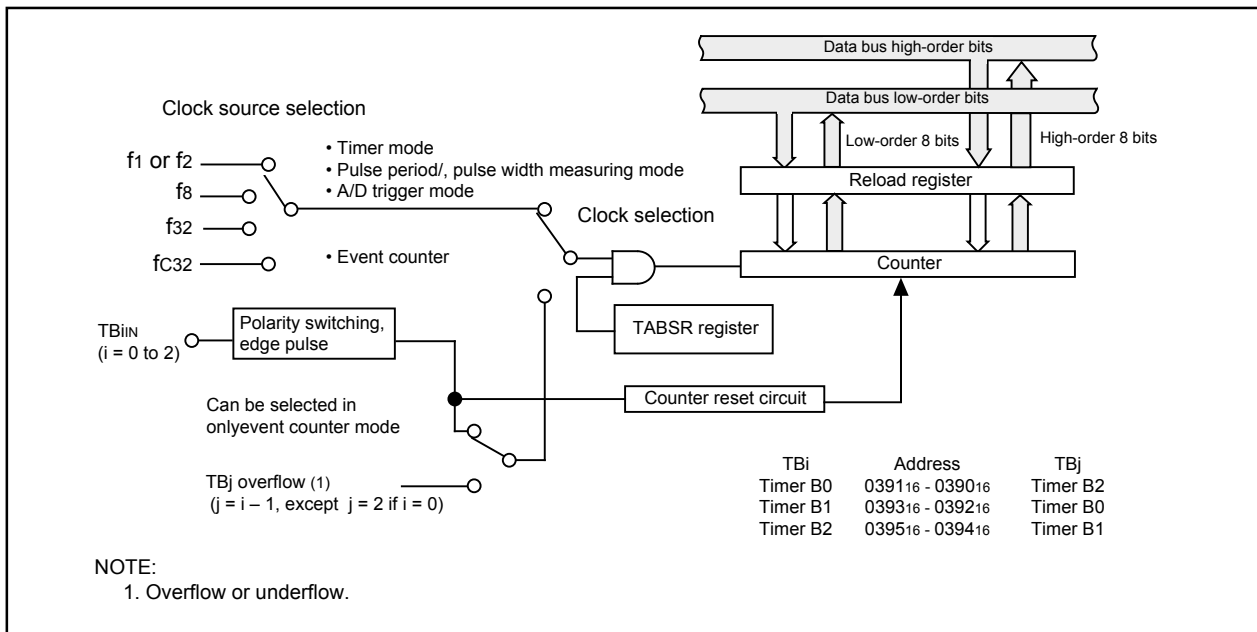 Data bus high-order bits
Data bus low-order bits
Clock source selection
Low-order 8 bits
High-order 8 bits
f1 or f2
• Timer mode
• Pulse period/, pulse width measuring mode
• A/D trigger mode
f8
Reload register
Clock selection
f32
fC32
• Event counter
Counter
TBiIN
(i = 0 to 2)
Polarity switching,
edge pulse
TABSR register
Can be selected in
onlyevent counter mode
Counter reset circuit
TBj overflow (1)
(j = i – 1, except j = 2 if i = 0)
TBi Address TBj
Timer B0 039116 - 039016 Timer B2
Timer B1 039316 - 039216 Timer B0
Timer B2 039516 - 039416 Timer B1
NOTE:
1. Overflow or underflow.